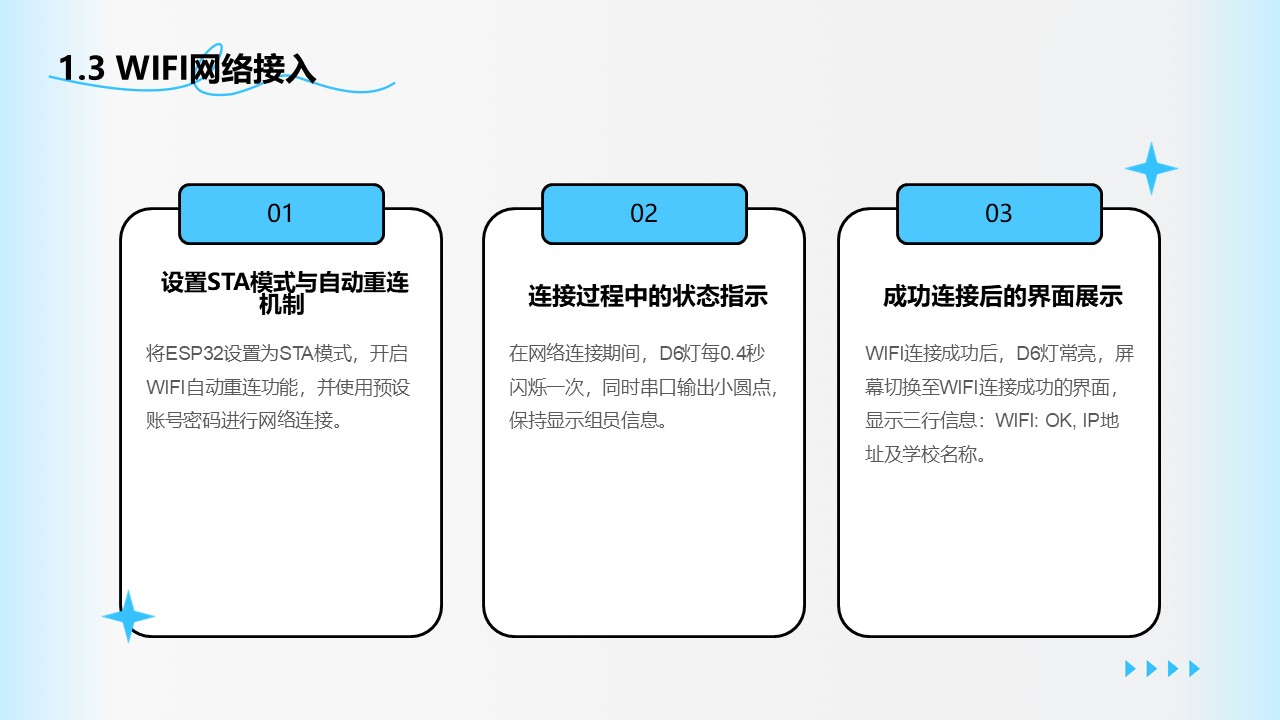 1.3 WIFI网络接入
01
设置STA模式与自动重连
机制
将ESP32设置为STA模式，开启
WIFI自动重连功能，并使用预设
账号密码进行网络连接。
02
连接过程中的状态指示
在网络连接期间，D6灯每0.4秒
闪烁一次，同时串口输出小圆点，
保持显示组员信息。
03
成功连接后的界面展示
WIFI连接成功后，D6灯常亮，屏
幕切换至WIFI连接成功的界面，
显示三行信息：WIFI: OK, IP地
址及学校名称。